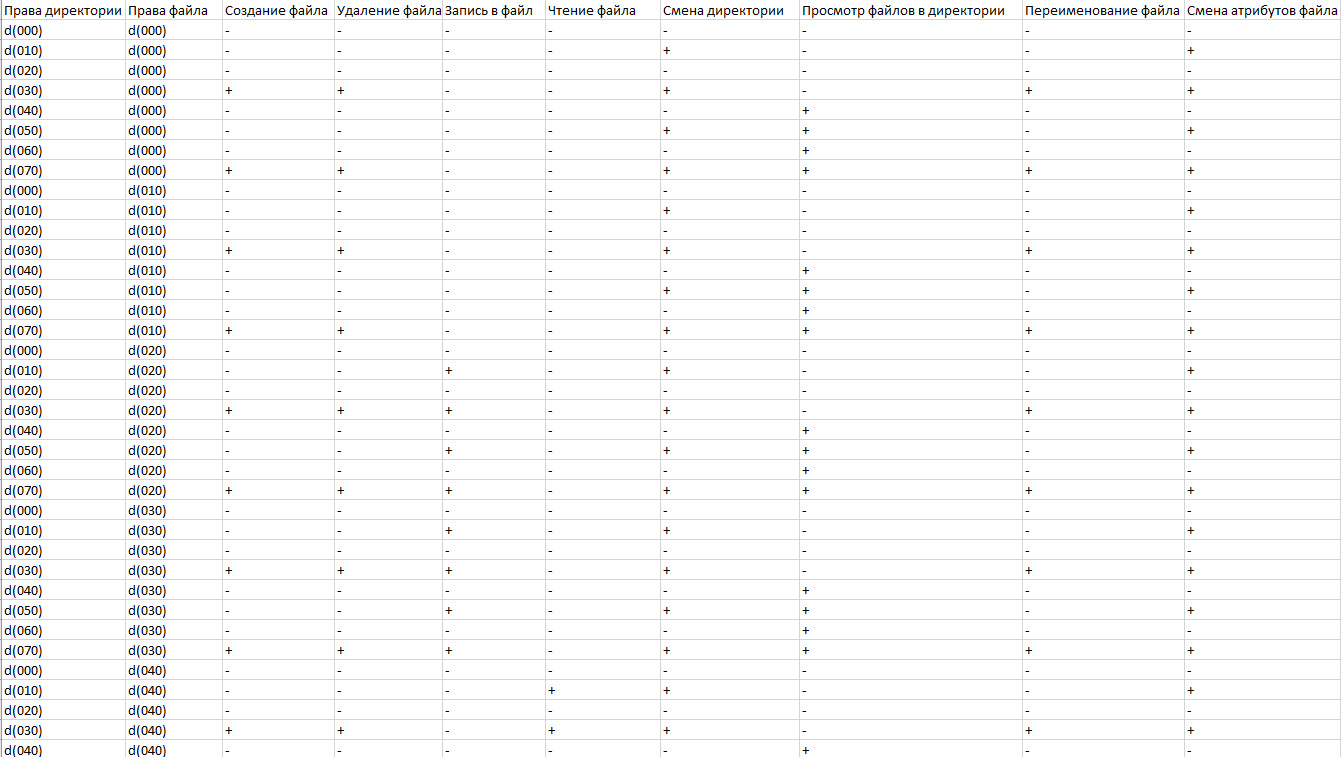 Права директории Права файла Создание файла Удаление файла Запись в файл Чтение файла Смена директории Просмотр файлов в директории Переименование файла Смена атрибутов файла
d(000) d(000) - - - - - - - -
d(010) d(000) - - - - + - - +
d(020) d(000) - - - - - - - -
d(030) d(000) + + - - + - + +
d(040) d(000) - - - - - + - -
d(050) d(000) - - - - + + - +
d(060) d(000) - - - - - + - -
d(070) d(000) + + - - + + + +
d(000) d(010) - - - - - - - -
d(010) d(010) - - - - + - - +
d(020) d(010) - - - - - - - -
d(030) d(010) + + - - + - + +
d(040) d(010) - - - - - + - -
d(050) d(010) - - - - + + - +
d(060) d(010) - - - - - + - -
d(070) d(010) + + - - + + + +
d(000) d(020) - - - - - - - -
d(010) d(020) - - + - + - - +
d(020) d(020) - - - - - - - -
d(030) d(020) + + + - + - + +
d(040) d(020) - - - - - + - -
d(050) d(020) - - + - + + - +
d(060) d(020) - - - - - + - -
d(070) d(020) + + + - + + + +
d(000) d(030) - - - - - - - -
d(010) d(030) - - + - + - - +
d(020) d(030) - - - - - - - -
d(030) d(030) + + + - + - + +
d(040) d(030) - - - - - + - -
d(050) d(030) - - + - + + - +
d(060) d(030) - - - - - + - -
d(070) d(030) + + + - + + + +
d(000) d(040) - - - - - - - -
d(010) d(040) - - - + + - - +
d(020) d(040) - - - - - - - -
d(030) d(040) + + - + + - + +
d(040) d(040) - - - - - + - -